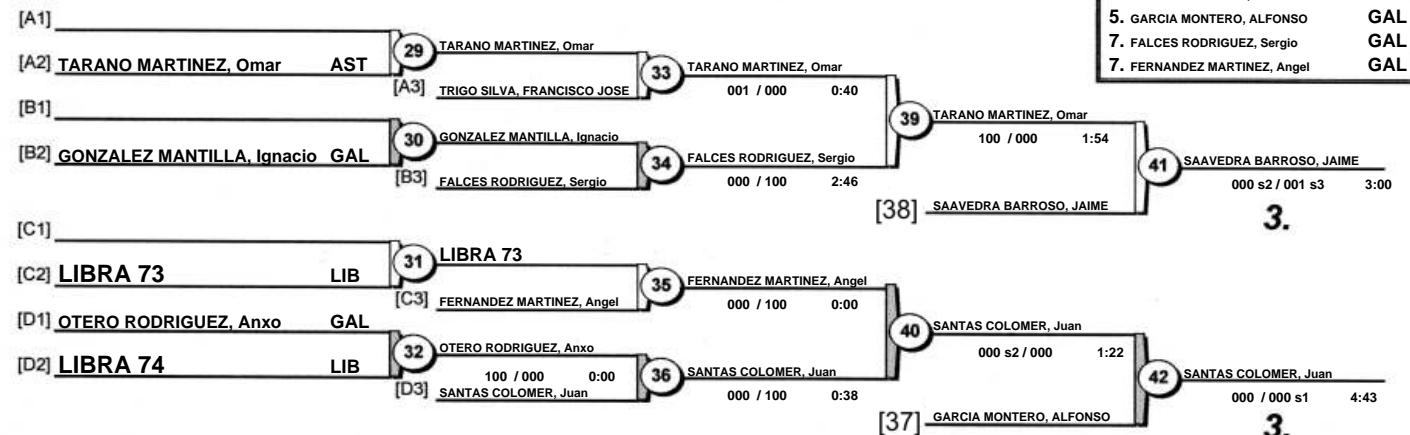 5. GARCIA MONTERO, ALFONSO GAL
7. FALCES RODRIGUEZ, Sergio GAL
7. FERNANDEZ MARTINEZ, Angel GAL
[A1]
[A2] TARANO MARTINEZ, Omar AST
29
TARANO MARTINEZ, Omar
[A3] TRIGO SILVA, FRANCISCO JOSE
33
TARANO MARTINEZ, Omar
001 / 000 0:40
[B1]
[B2] GONZALEZ MANTILLA, Ignacio GAL
30
GONZALEZ MANTILLA, Ignacio
[B3] FALCES RODRIGUEZ, Sergio
34
FALCES RODRIGUEZ, Sergio
000 / 100 2:46
39
TARANO MARTINEZ, Omar
100 / 000 1:54
[38] SAAVEDRA BARROSO, JAIME
41
SAAVEDRA BARROSO, JAIME
000 s2 / 001 s3 3:00
3.
[C1]
[C2] LIBRA 73 LIB
31
LIBRA 73
[C3] FERNANDEZ MARTINEZ, Angel
35
FERNANDEZ MARTINEZ, Angel
000 / 100 0:00
[D1] OTERO RODRIGUEZ, Anxo GAL
[D2] LIBRA 74 LIB
32
OTERO RODRIGUEZ, Anxo
100 / 000 0:00
[D3] SANTAS COLOMER, Juan
36
SANTAS COLOMER, Juan
000 / 100 0:38
40
SANTAS COLOMER, Juan
000 s2 / 000 1:22
[37] GARCIA MONTERO, ALFONSO
42
SANTAS COLOMER, Juan
000 / 000 s1 4:43
3.